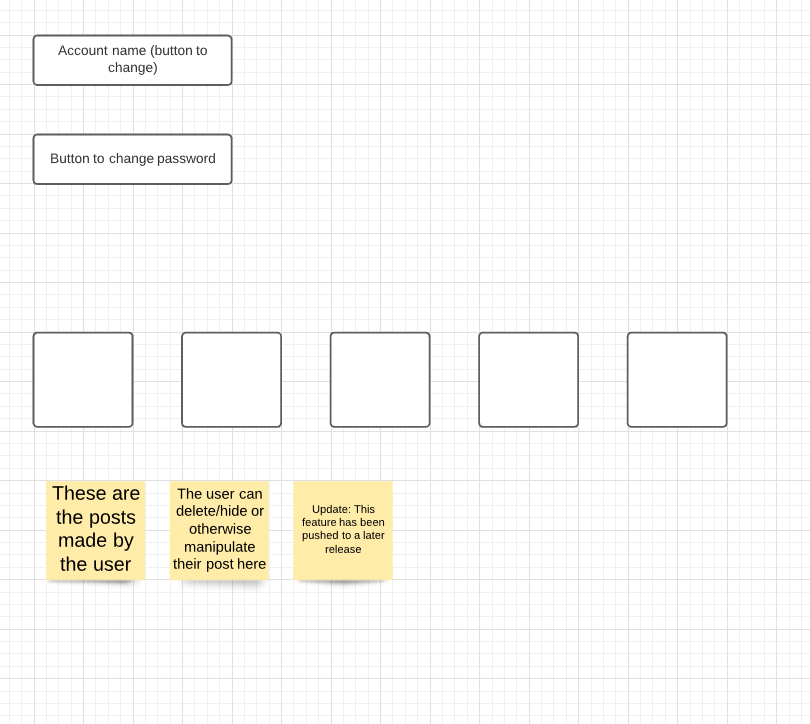 Account name (button to
change)
Button to change password
These are
the posts
made by
the user
The user can
delete/hide or
otherwise
manipulate
their post here
Update: This
feature has been
pushed to a later
release